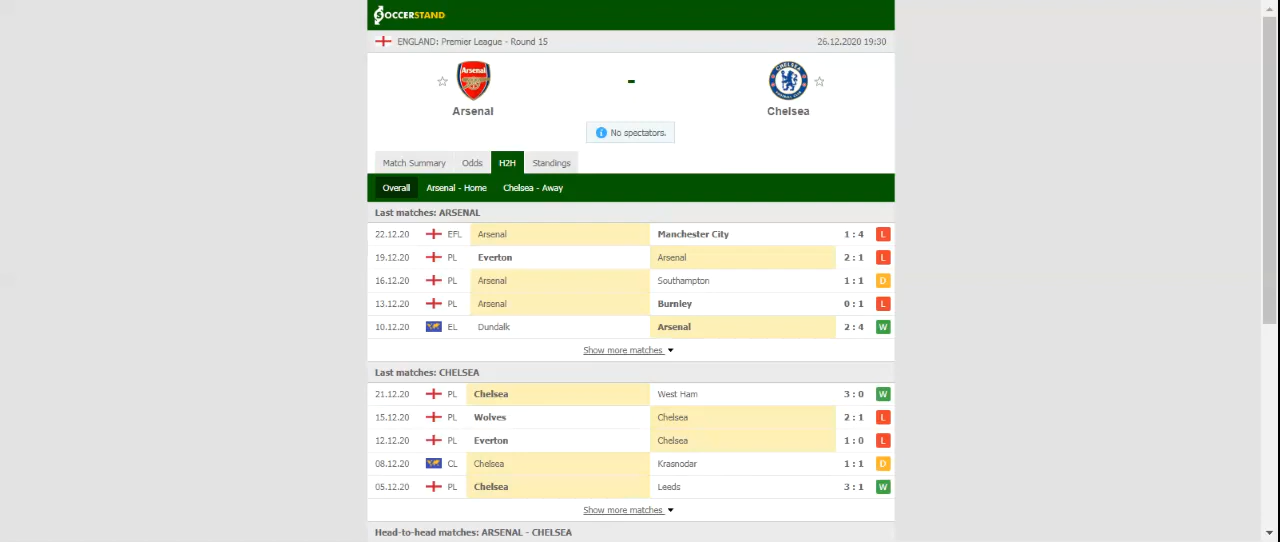 SOCCERSTAND
ENGLAND: Premier League - Round 15 26.12.2020 19:30
Arsenal
-
CHELSEA
FOOTBALL CLUB
Arsenal Chelsea
No spectators.
Match Summary Odds H2H Standings
Overall Arsenal - Home Chelsea - Away
Last matches: ARSENAL
22.12.20 EFL Arsenal Manchester City 1 : 4 L
19.12.20 PL Everton Arsenal 2 : 1 L
16.12.20 PL Arsenal Southampton 1 : 1 D
13.12.20 PL Arsenal Burnley 0 : 1 L
10.12.20 EL Dundalk Arsenal 2 : 4 W
Show more matches
Last matches: CHELSEA
21.12.20 PL Chelsea West Ham 3 : 0 W
15.12.20 PL Wolves Chelsea 2 : 1 L
12.12.20 PL Everton Chelsea 1 : 0 L
08.12.20 CL Chelsea Krasnodar 1 : 1 D
05.12.20 PL Chelsea Leeds 3 : 1 W
Show more matches
Head-to-head matches: ARSENAL - CHELSEA